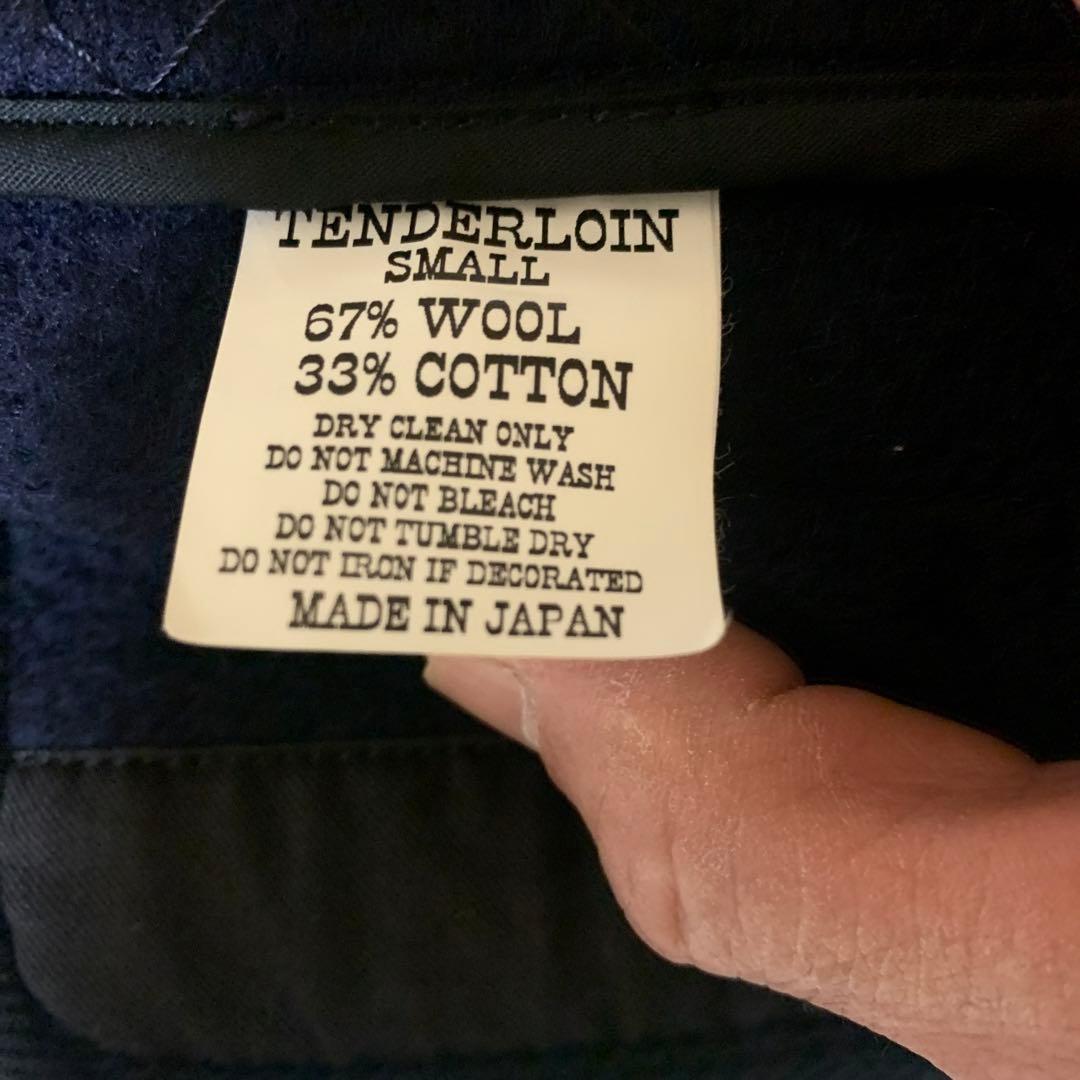 TENDERLOIN
SMALL
67% WOOL
33% COTTON
DRY CLEAN ONLY
DO NOT MACHINE WASH
DO NOT BLEACH
DO NOT TUMBLE DRY
DO NOT IRON IF DECORATED
MADE IN JAPAN